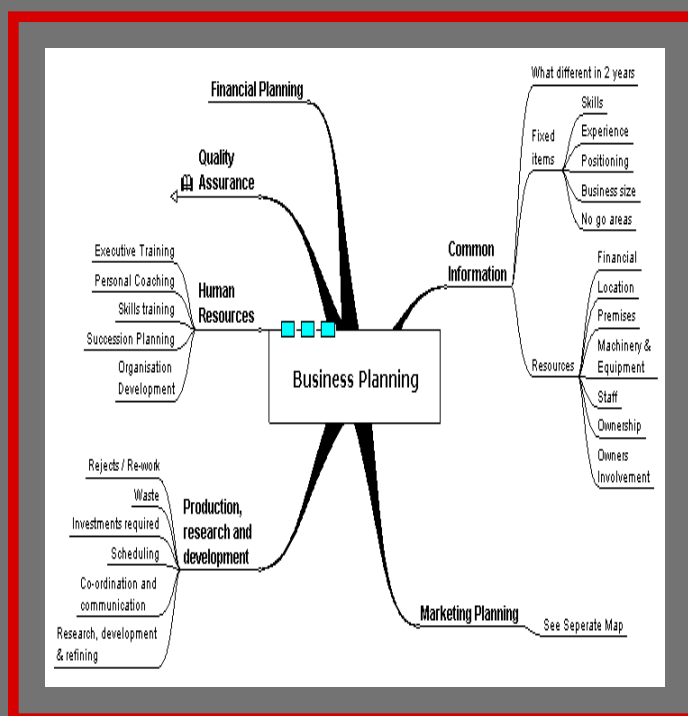 Financial Planning
Quality
Assurance
Executive Training
Personal Coaching
Skills training
Succession Planning
Organisation
Development
Human
Resources
Business Planning
Rejects / Re-work
Waste
Investments required
Scheduling
Co-ordination and
communication
Research, development
& refining
Production,
research and
development
Common
Information
What different in 2 years
Fixed
items
Skills
Experience
Positioning
Business size
No go areas
Resources
Financial
Location
Premises
Machinery &
Equipment
Staff
Ownership
Owners
Involvement
Marketing Planning
See Seperate Map